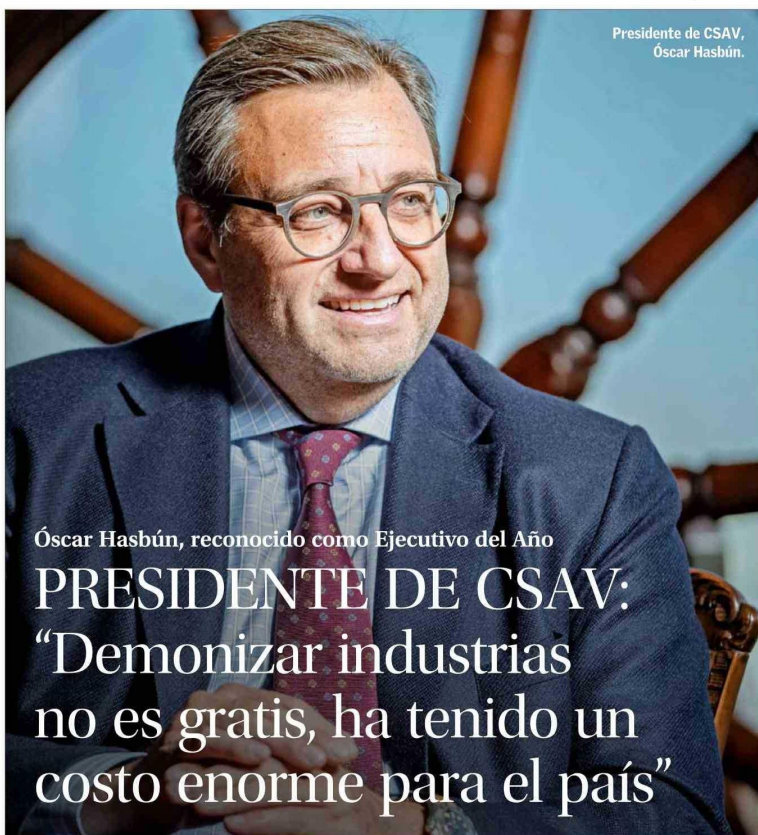 Presidente de CSAV,
Óscar Hasbún.
Óscar Hasbún, reconocido como Ejecutivo del Año
PRESIDENTE DE CSAV:
“Demonizar industrias
no es gratis, ha tenido un
costo enorme para el país”